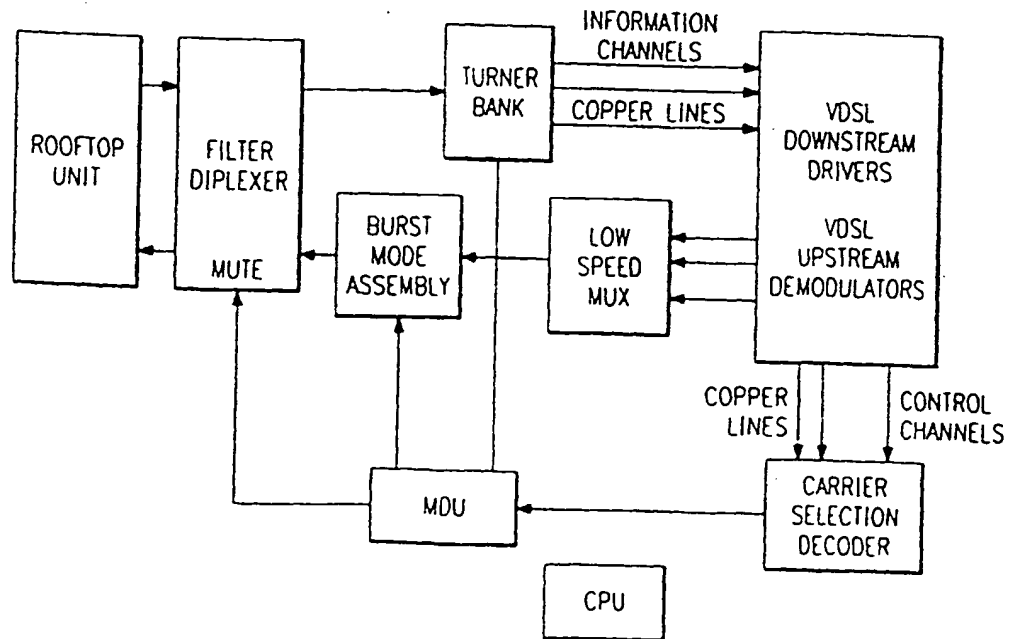 INFORMATION
CHANNELS
TURNER
BANK
COPPER LINES
ROOFTOP
UNIT
FILTER
DIPLEXER
MUTE
VDSL
DOWNSTREAM
DRIVERS
VDSL
UPSTREAM
DEMODULATORS
BURST
MODE
ASSEMBLY
LOW
SPEED
MUX
COPPER
LINES
CONTROL
CHANNELS
MDU
CARRIER
SELECTION
DECODER
CPU